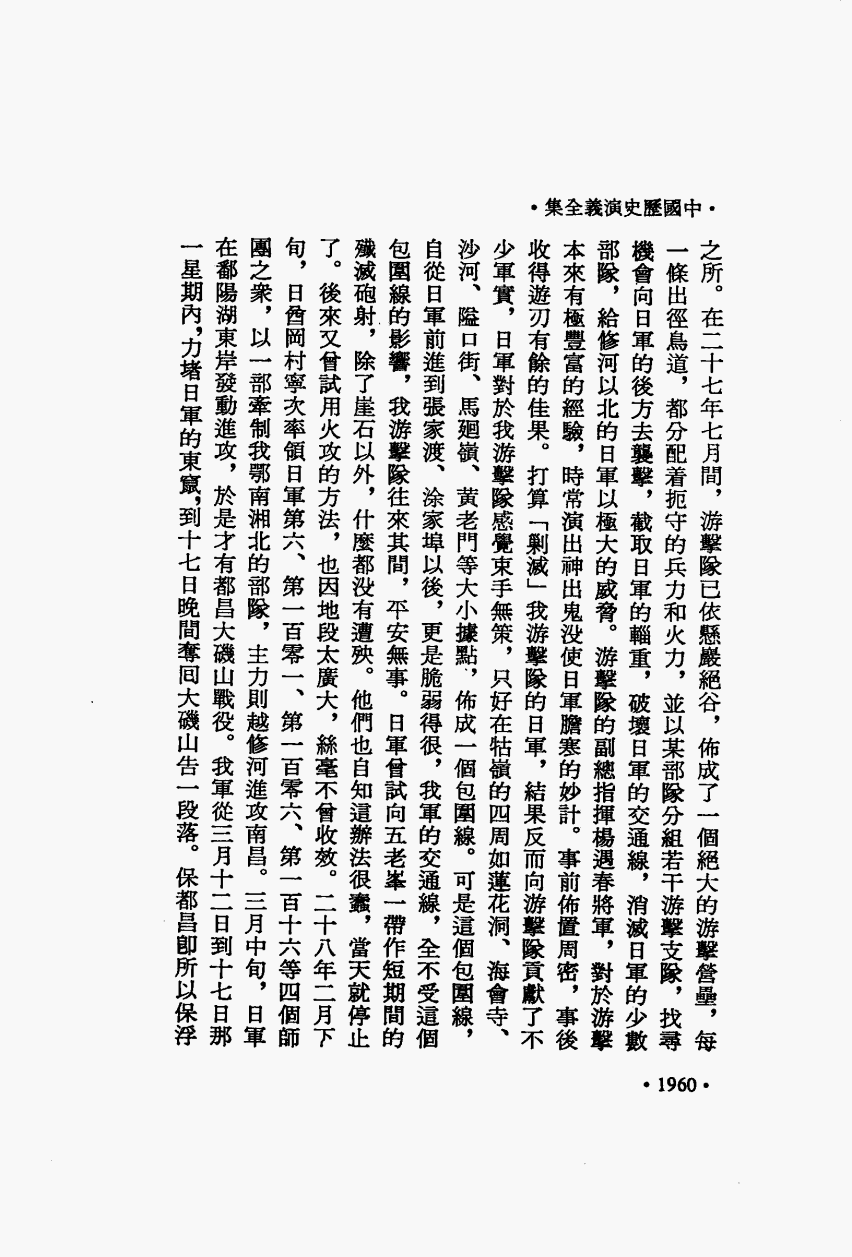 •中國歷史演義全集•
之所。在二十七年七月間，游擊隊已依懸巖絕谷，佈成了一個絕大的游擊營壘，每
一條出徑鳥道，都分配着扼守的兵力和火力，並以某部隊分組若干游擊支隊，找尋
機會向日軍的後方去襲擊，截取日軍的輜重，破壞日軍的交通線，消滅日軍的少數
部隊，給修河以北的日軍以極大的威脅。游擊隊的副總指揮楊遇春將軍，對於游擊
本來有極豐富的經驗，時常演出神出鬼没使日軍膽寒的妙計。事前佈置周密，事後
收得遊刃有餘的佳果。打算「剿滅」我游擊隊的日軍，結果反而向游擊隊貢獻了不
少軍實，日軍對於我游擊隊感覺束手無策，只好在牯嶺的四周如蓮花洞、海會寺、
沙河、隘口街、馬廻嶺、黃老門等大小據點，佈成一個包圍線。可是這個包圍線，
自從日軍前進到張家渡、涂家埠以後，更是脆弱得很，我軍的交通線，全不受這個
包圍線的影響，我游擊隊往來其間，平安無事。日軍曾試向五老峯一帶作短期間的
殲滅砲射，除了崖石以外，什麼都没有遭殃。他們也自知這辦法很蠢，當天就停止
了。後來又曾試用火攻的方法，也因地段太廣大，絲毫不曾收效。二十八年二月下
旬，日酋岡村寧次率領日軍第六、第一百零一、第一百零六、第一百十六等四個師
團之衆，以一部牽制我鄂南湘北的部隊，主力則越修河進攻南昌。三月中旬，日軍
在鄱陽湖東岸發動進攻，於是才有都昌大磯山戰役。我軍從三月十二日到十七日那
一星期內，力堵日軍的東竄，到十七日晚間奪囘大磯山告一段落。保都昌卽所以保浮
•1960•